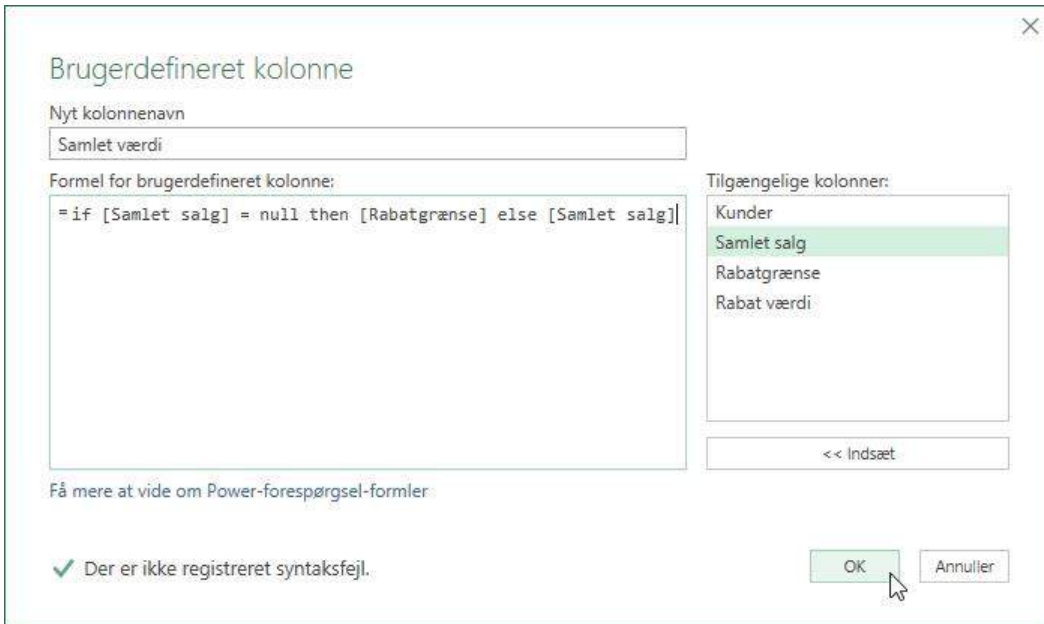 Brugerdefineret kolonne
Nyt kolonnenavn
Samlet værdi
Formel for brugerdefineret kolonne:
=if [Samlet salg] = null then [Rabatgrænse] else [Samlet salg]
Tilgængelige kolonner:
Kunder
Samlet salg
Rabatgrænse
Rabat værdi
<< Indsæt
Få mere at vide om Power-forespørgsel-formler
Der er ikke registreret syntaksfejl.
OK
Annuller